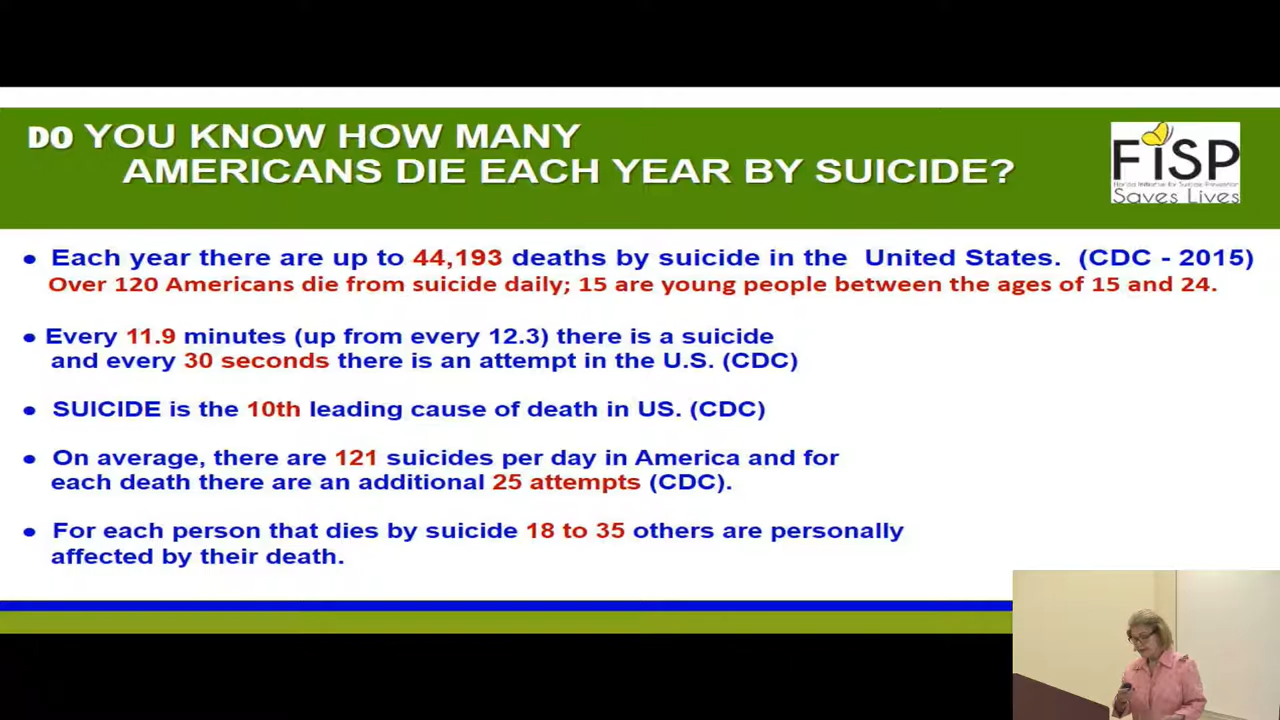 DO YOU KNOW HOW MANY
AMERICANS DIE EACH YEAR BY SUICIDE?
FiSP
Florida Initiative for Suicide Prevention
Saves Lives
• Each year there are up to 44,193 deaths by suicide in the United States. (CDC - 2015)
Over 120 Americans die from suicide daily; 15 are young people between the ages of 15 and 24.
• Every 11.9 minutes (up from every 12.3) there is a suicide
and every 30 seconds there is an attempt in the U.S. (CDC)
• SUICIDE is the 10th leading cause of death in US. (CDC)
• On average, there are 121 suicides per day in America and for
each death there are an additional 25 attempts (CDC).
• For each person that dies by suicide 18 to 35 others are personally
affected by their death.